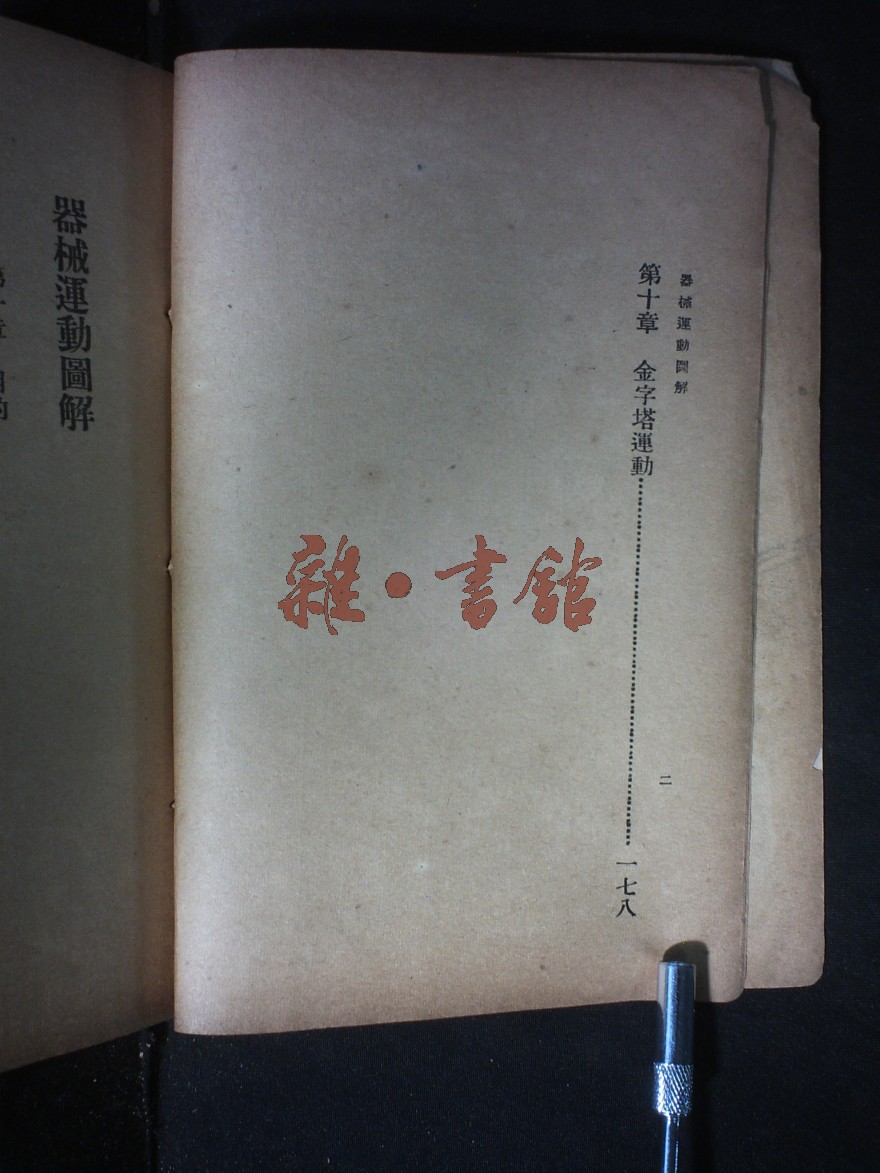 器械運動圖解
第十章　金字塔運動……………一七八
二
雜・書館
器械運動圖解